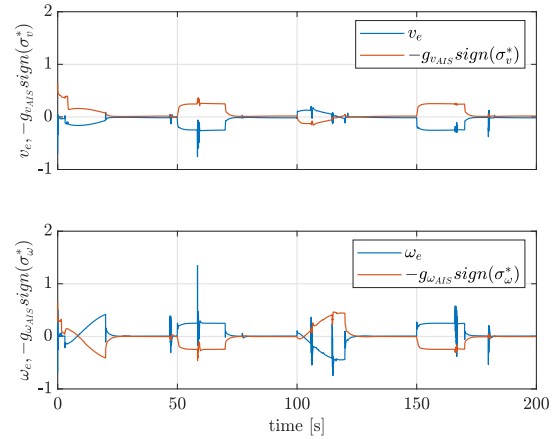 2
1
0
-1
v_e, -g_{v_{AIS}}sign(σ_v^*)
v_e
-g_{v_{AIS}}sign(σ_v^*)
2
1
0
-1
ω_e, -g_{ω_{AIS}}sign(σ_ω^*)
ω_e
-g_{ω_{AIS}}sign(σ_ω^*)
0 50 100 150 200
time [s]